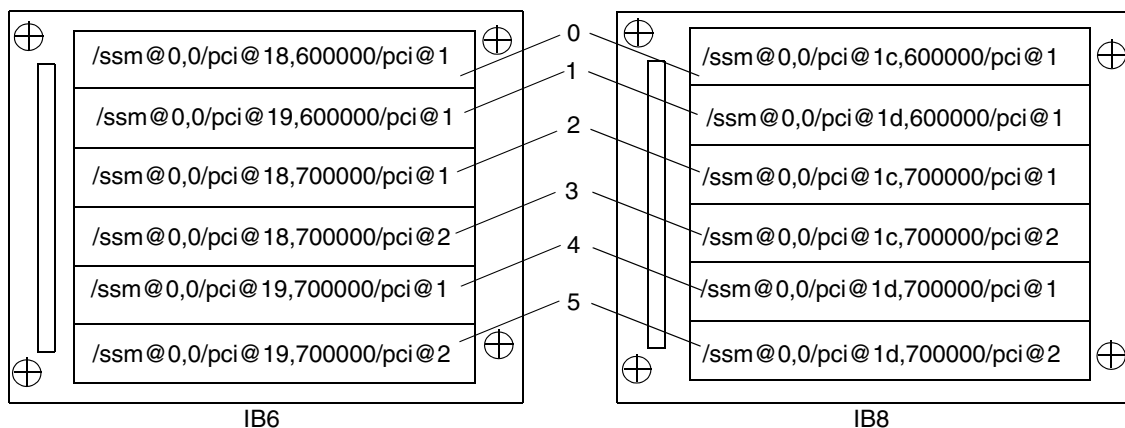 /ssm@0,0/pci@18,600000/pci@1
/ssm@0,0/pci@19,600000/pci@1
/ssm@0,0/pci@18,700000/pci@1
/ssm@0,0/pci@18,700000/pci@2
/ssm@0,0/pci@19,700000/pci@1
/ssm@0,0/pci@19,700000/pci@2
IB6
0
1
2
3
4
5
/ssm@0,0/pci@1c,600000/pci@1
/ssm@0,0/pci@1d,600000/pci@1
/ssm@0,0/pci@1c,700000/pci@1
/ssm@0,0/pci@1c,700000/pci@2
/ssm@0,0/pci@1d,700000/pci@1
/ssm@0,0/pci@1d,700000/pci@2
IB8